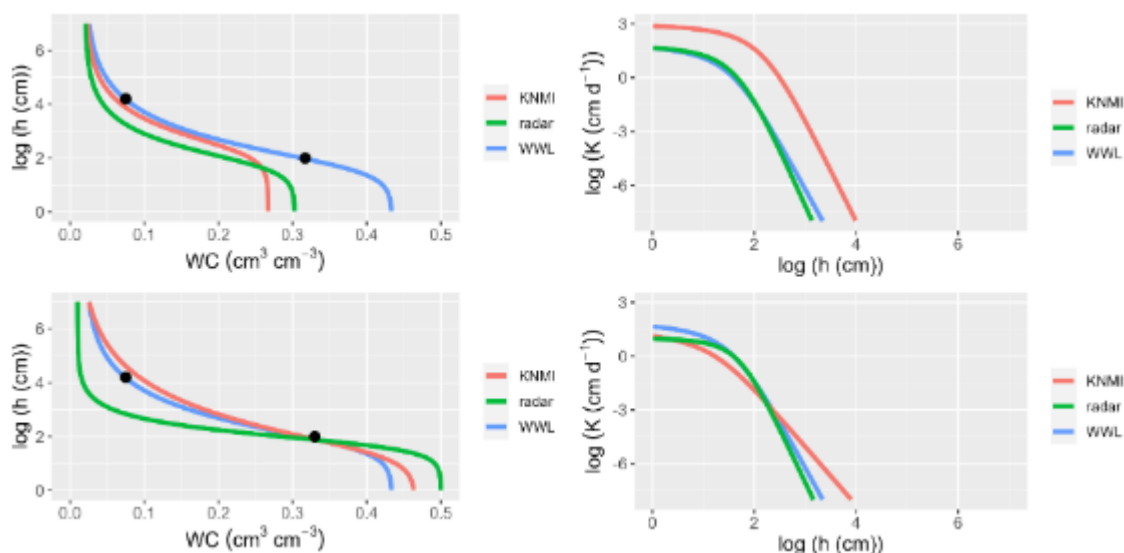 6
4
2
0
log (h (cm))
0.0 0.1 0.2 0.3 0.4 0.5
WC (cm³ cm⁻³)
KNMI
radar
WWL
3
0
-3
-6
log (K (cm d⁻¹))
0 2 4 6
log (h (cm))
KNMI
radar
WWL
6
4
2
0
log (h (cm))
0.0 0.1 0.2 0.3 0.4 0.5
WC (cm³ cm⁻³)
KNMI
radar
WWL
3
0
-3
-6
log (K (cm d⁻¹))
0 2 4 6
log (h (cm))
KNMI
radar
WWL